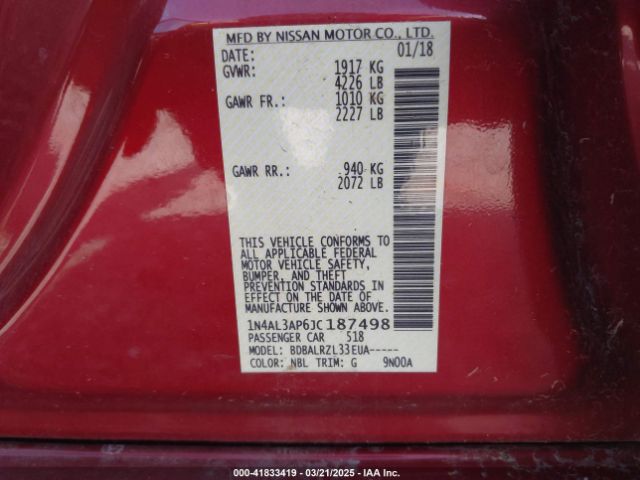 MFD BY NISSAN MOTOR CO., LTD.
DATE: 01/18
GVWR: 1917 KG
4226 LB
GAWR FR.: 1010 KG
2227 LB
GAWR RR.: 940 KG
2072 LB
THIS VEHICLE CONFORMS TO
ALL APPLICABLE FEDERAL
MOTOR VEHICLE SAFETY,
BUMPER, AND THEFT
PREVENTION STANDARDS IN
EFFECT ON THE DATE OF
MANUFACTURE SHOWN ABOVE.
1N4AL3AP6JC187498
PASSENGER CAR 518
MODEL: BDBALRZL33EUA-----
COLOR: NBL TRIM: G 9N00A
000-41833419 - 03/21/2025 - IAA Inc.